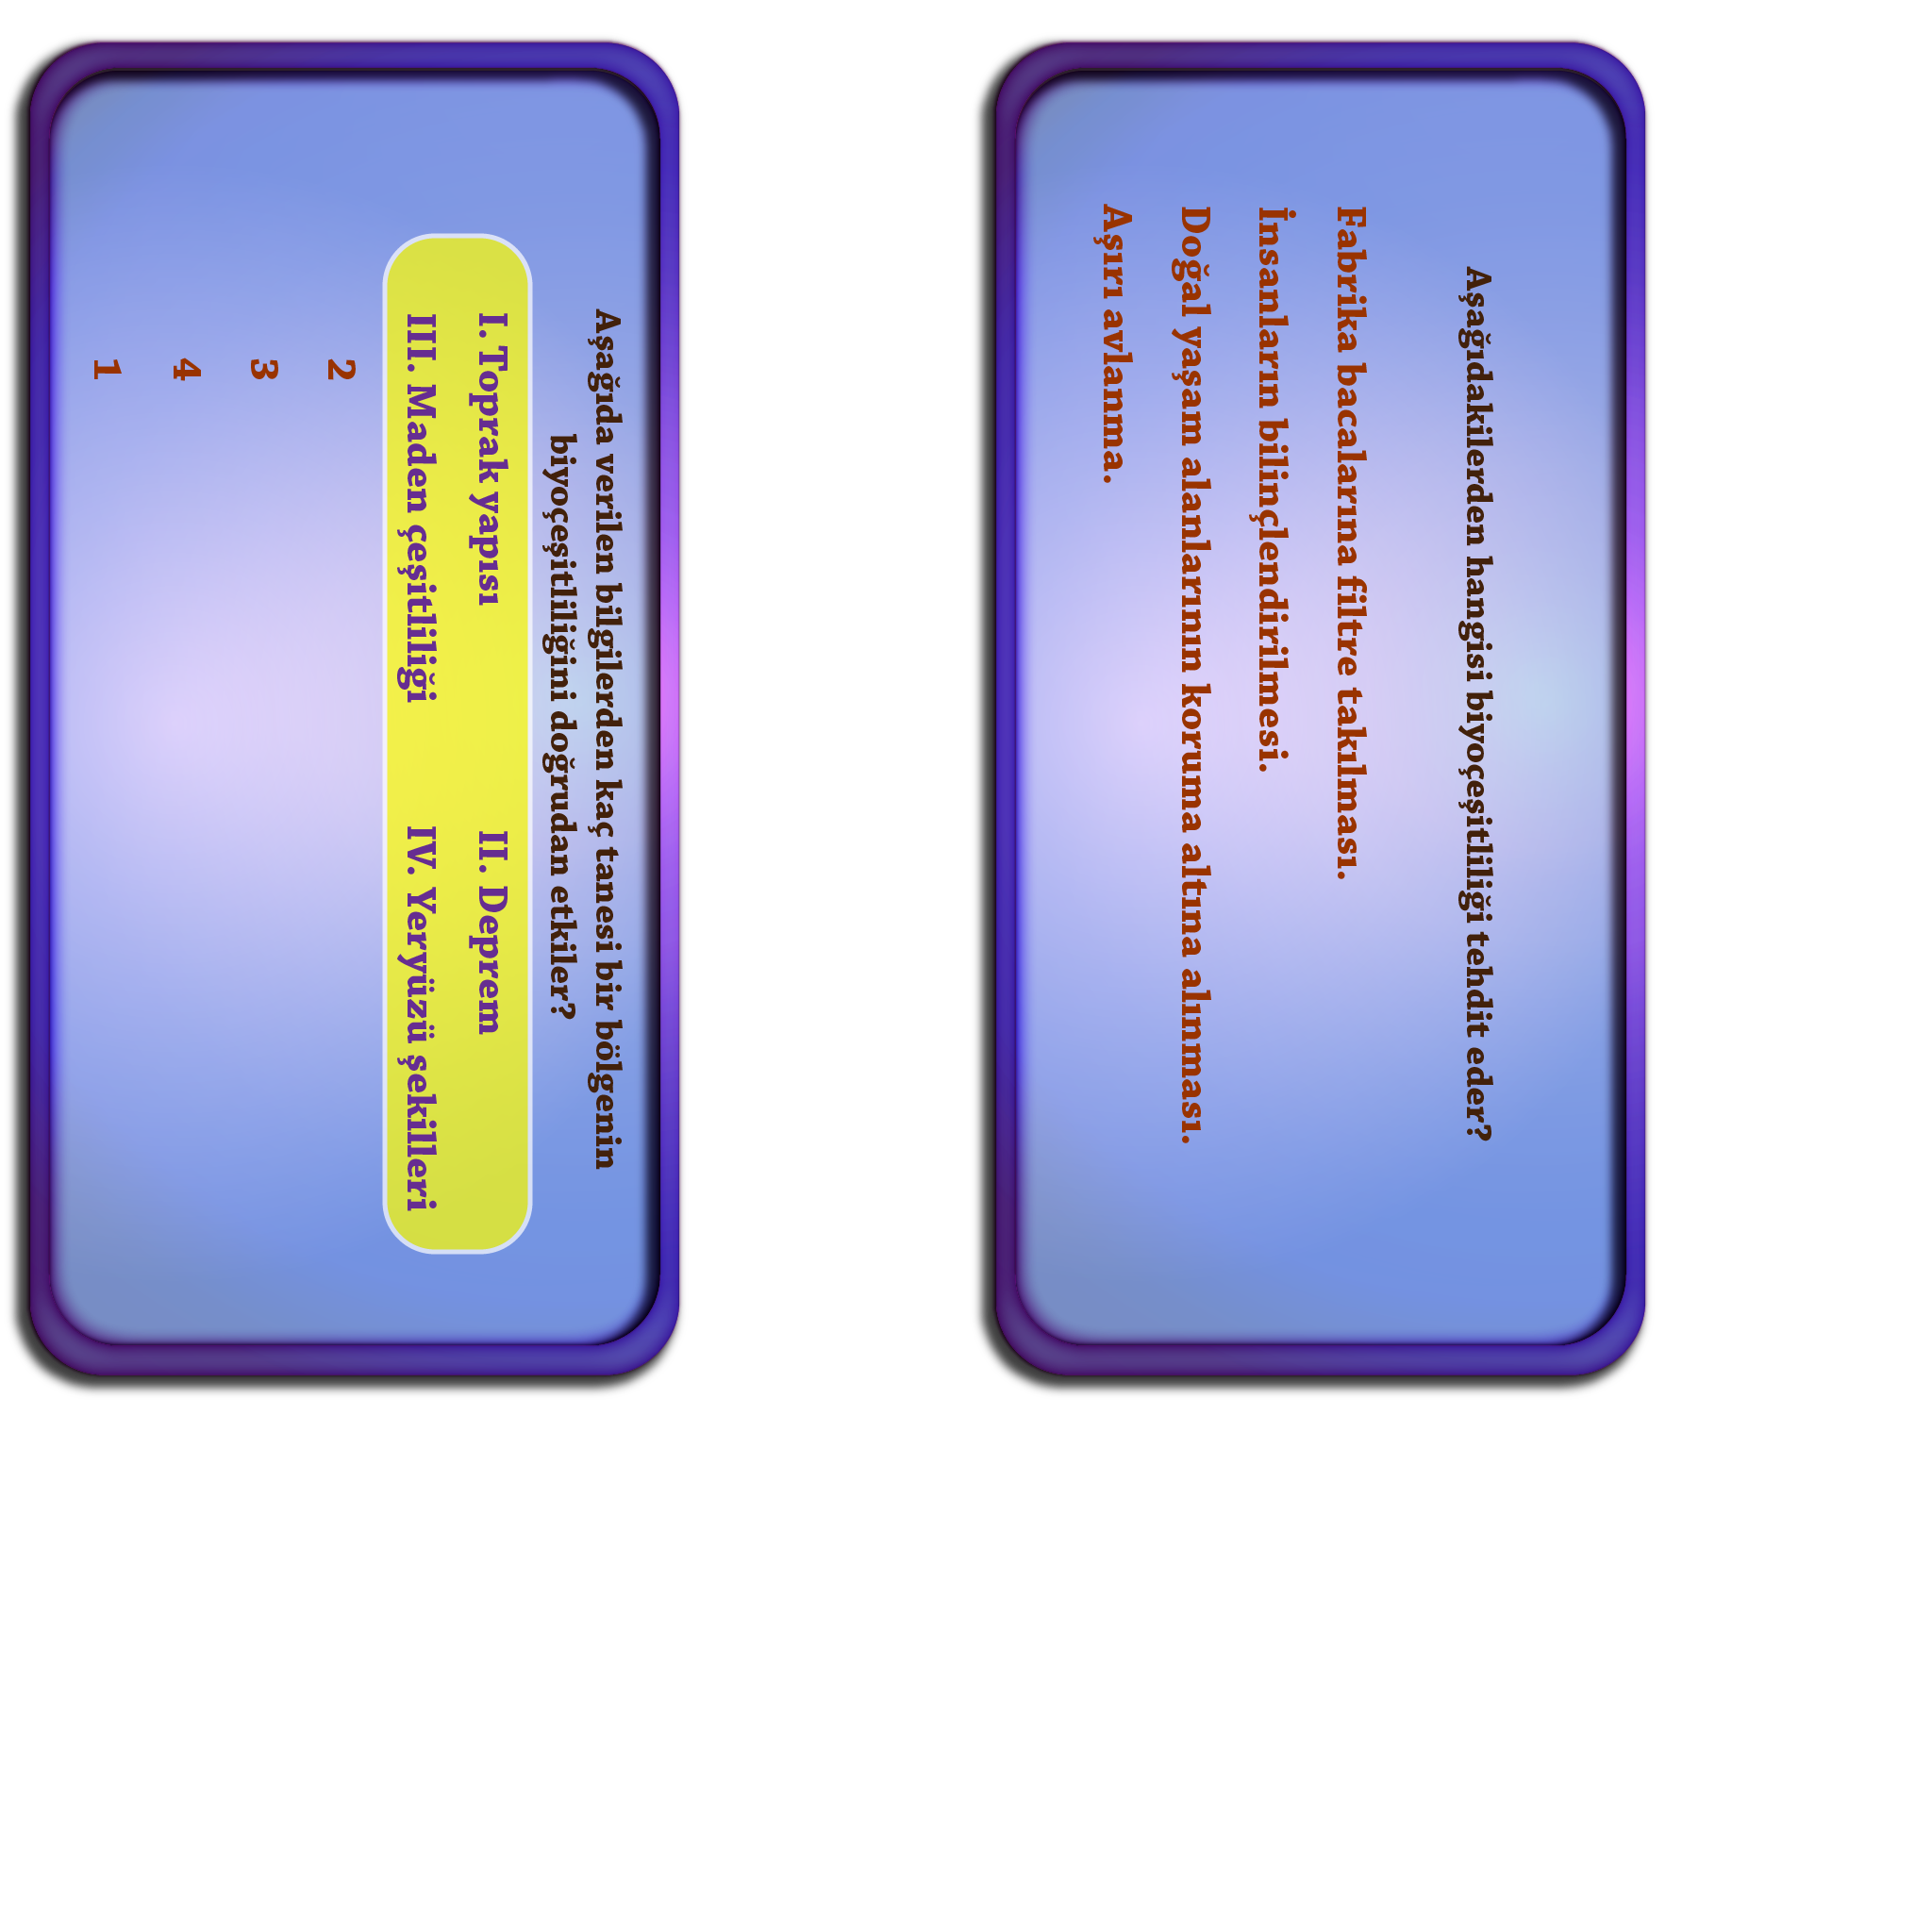 Aşağıdakilerden hangisi biyoçeşitliliği tehdit eder?
Fabrika bacalarına filtre takılması.
İnsanların bilinçlendirilmesi.
Doğal yaşam alanlarının koruma altına alınması.
Aşırı avlanma.
Aşağıda verilen bilgilerden kaç tanesi bir bölgenin
biyoçeşitliliğini doğrudan etkiler?
I. Toprak yapısı II. Deprem
III. Maden çeşitliliği IV. Yeryüzü şekilleri
2
3
4
1